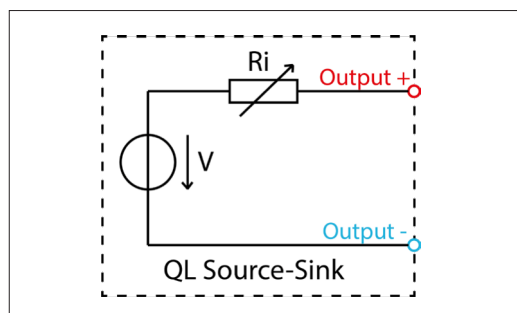 Ri
Output +
V
Output -
QL Source-Sink